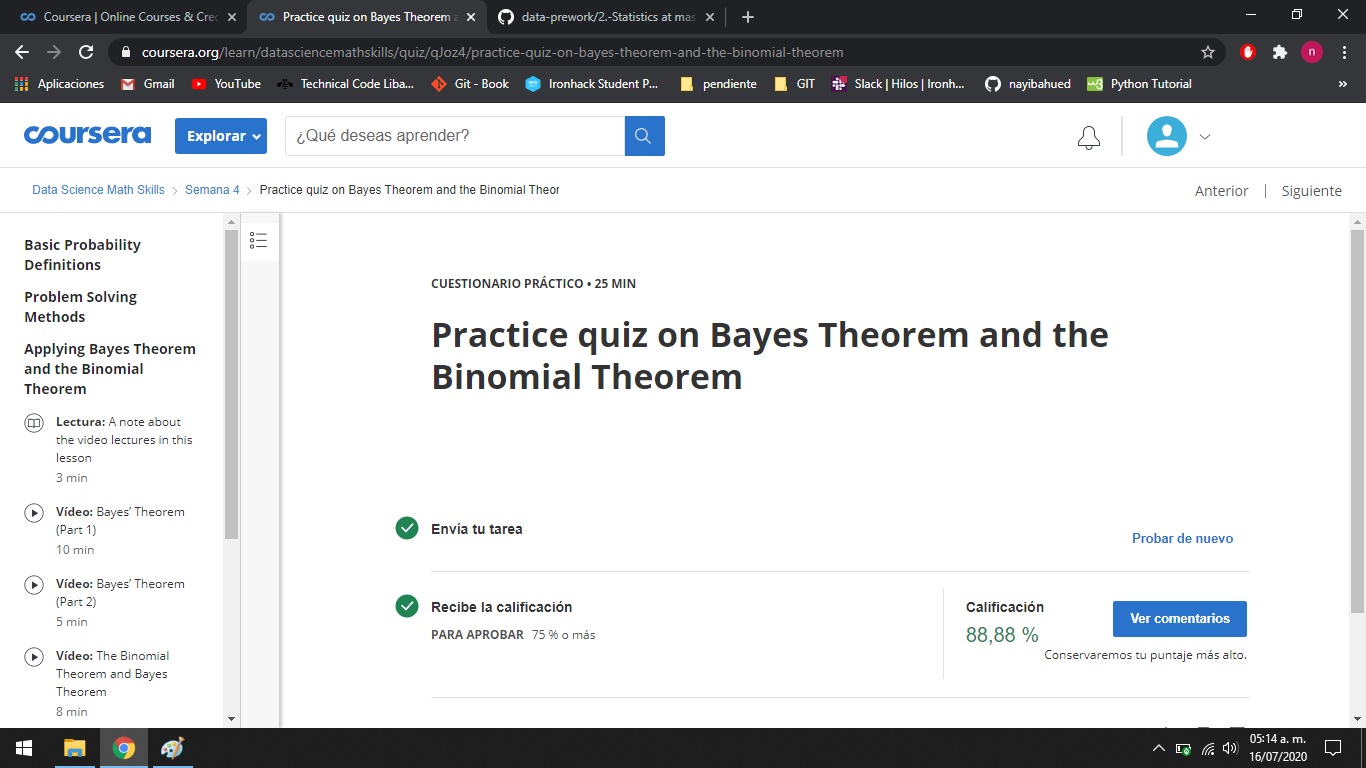 Coursera | Online Courses & Cre
Practice quiz on Bayes Theorem a
data-prework/2.-Statistics at mas
coursera.org/learn/datasciencemathskills/quiz/qJoz4/practice-quiz-on-bayes-theorem-and-the-binomial-theorem
n
Aplicaciones
Gmail
YouTube
Technical Code Liba...
Git - Book
Ironhack Student P...
pendiente
GIT
Slack | Hilos | Ironh...
nayibahued
Python Tutorial
»
coursera
Explorar
¿Qué deseas aprender?
Data Science Math Skills > Semana 4 > Practice quiz on Bayes Theorem and the Binomial Theor
Anterior | Siguiente
Basic Probability
Definitions
Problem Solving
Methods
Applying Bayes Theorem
and the Binomial
Theorem
Lectura: A note about
the video lectures in this
lesson
3 min
Vídeo: Bayes’ Theorem
(Part 1)
10 min
Vídeo: Bayes’ Theorem
(Part 2)
5 min
Vídeo: The Binomial
Theorem and Bayes
Theorem
8 min
CUESTIONARIO PRÁCTICO • 25 MIN
Practice quiz on Bayes Theorem and the
Binomial Theorem
Envía tu tarea
Probar de nuevo
Recibe la calificación
PARA APROBAR 75 % o más
Calificación
88,88 %
Ver comentarios
Conservaremos tu puntaje más alto.
05:14 a. m.
16/07/2020